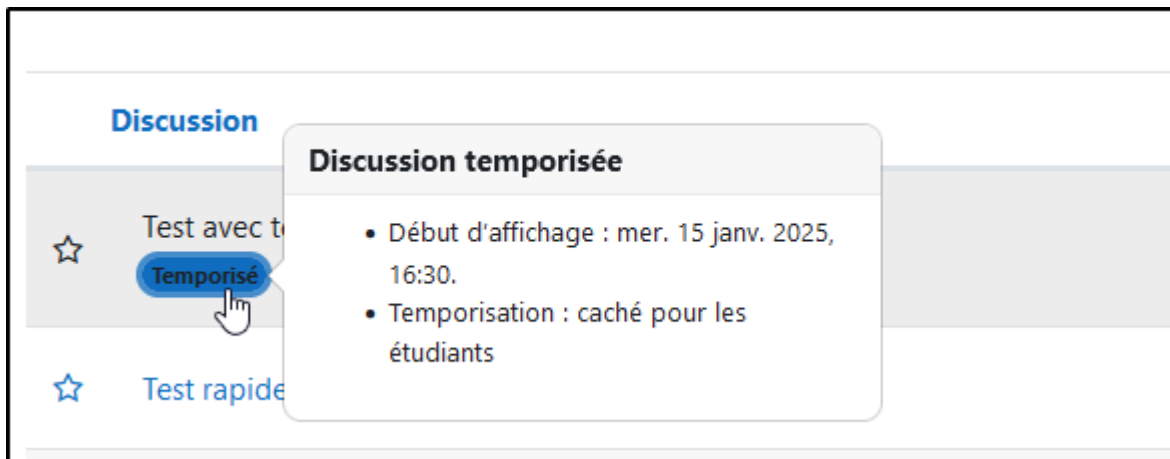 Discussion
Discussion temporisée
Test avec
Temporisé
• Début d'affichage : mer. 15 janv. 2025,
16:30.
• Temporisation : caché pour les
étudiants
Test rapide